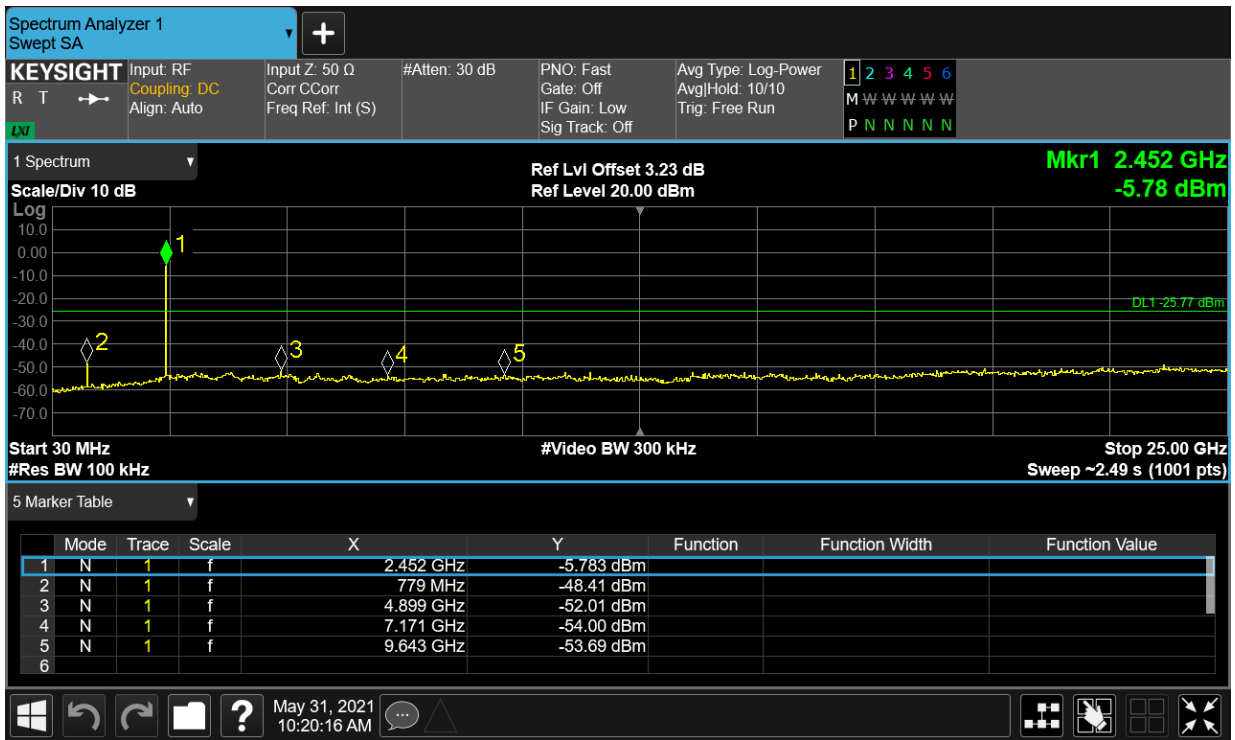 Spectrum Analyzer 1
Swept SA
KEYSIGHT
R T
LXI
Input: RF
Coupling: DC
Align: Auto
Input Z: 50 Ω
Corr CCorr
Freq Ref: Int (S)
#Atten: 30 dB
PNO: Fast
Gate: Off
IF Gain: Low
Sig Track: Off
Avg Type: Log-Power
Avg|Hold: 10/10
Trig: Free Run
1 2 3 4 5 6
M W W W W W
P N N N N N
1 Spectrum
Scale/Div 10 dB
Ref Lvl Offset 3.23 dB
Ref Level 20.00 dBm
Mkr1 2.452 GHz
-5.78 dBm
Log
10.0
0.00
-10.0
-20.0
-30.0
-40.0
-50.0
-60.0
-70.0
1
2
3
4
5
DL1 -25.77 dBm
Start 30 MHz
#Res BW 100 kHz
#Video BW 300 kHz
Stop 25.00 GHz
Sweep ~2.49 s (1001 pts)
5 Marker Table
Mode Trace Scale X Y Function Function Width Function Value
1 N 1 f 2.452 GHz -5.783 dBm
2 N 1 f 779 MHz -48.41 dBm
3 N 1 f 4.899 GHz -52.01 dBm
4 N 1 f 7.171 GHz -54.00 dBm
5 N 1 f 9.643 GHz -53.69 dBm
6
?
May 31, 2021
10:20:16 AM